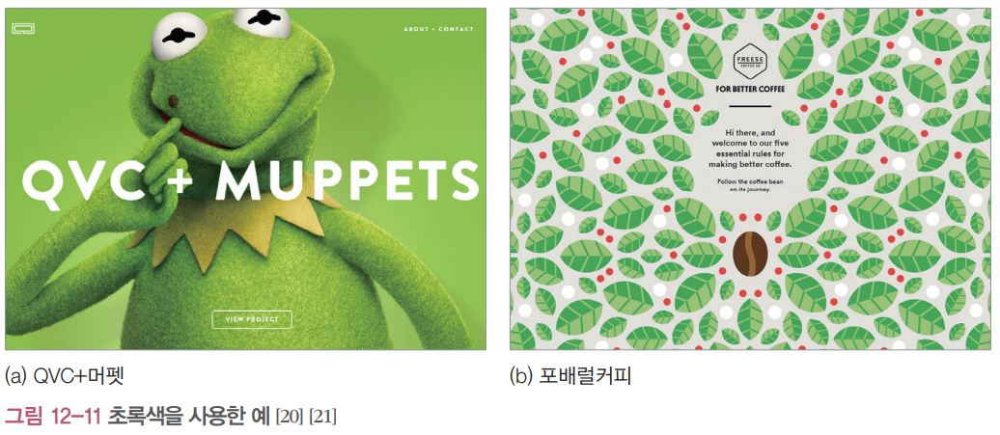 ABOUT + CONTACT
QVC + MUPPETS
VIEW PROJECT
FREESE
COFFEE CO
FOR BETTER COFFEE
Hi there, and
welcome to our five
essential rules for
making better coffee.
Follow the coffee bean
on its journey.
(a) QVC+머펫
(b) 포배럴커피
그림 12-11 초록색을 사용한 예 [20] [21]